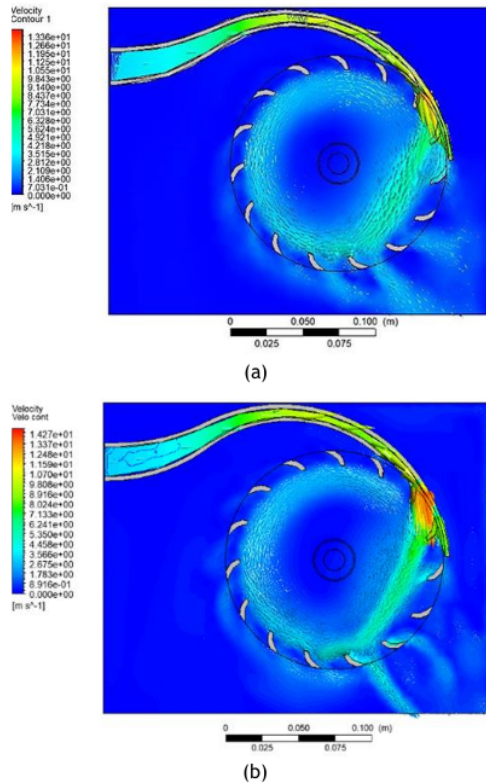 Velocity
Contour 1
1.336e+01
1.266e+01
1.195e+01
1.125e+01
1.055e+01
9.843e+00
9.140e+00
8.437e+00
7.734e+00
7.031e+00
6.328e+00
5.624e+00
4.921e+00
4.218e+00
3.515e+00
2.812e+00
2.109e+00
1.406e+00
7.031e-01
0.000e+00
[m s^-1]
0 0.050 0.100 (m)
0.025 0.075
(a)
Velocity
Velo cont
1.427e+01
1.337e+01
1.248e+01
1.159e+01
1.070e+01
9.808e+00
8.916e+00
8.024e+00
7.133e+00
6.241e+00
5.350e+00
4.458e+00
3.566e+00
2.675e+00
1.783e+00
8.916e-01
0.000e+00
[m s^-1]
0 0.050 0.100 (m)
0.025 0.075
(b)